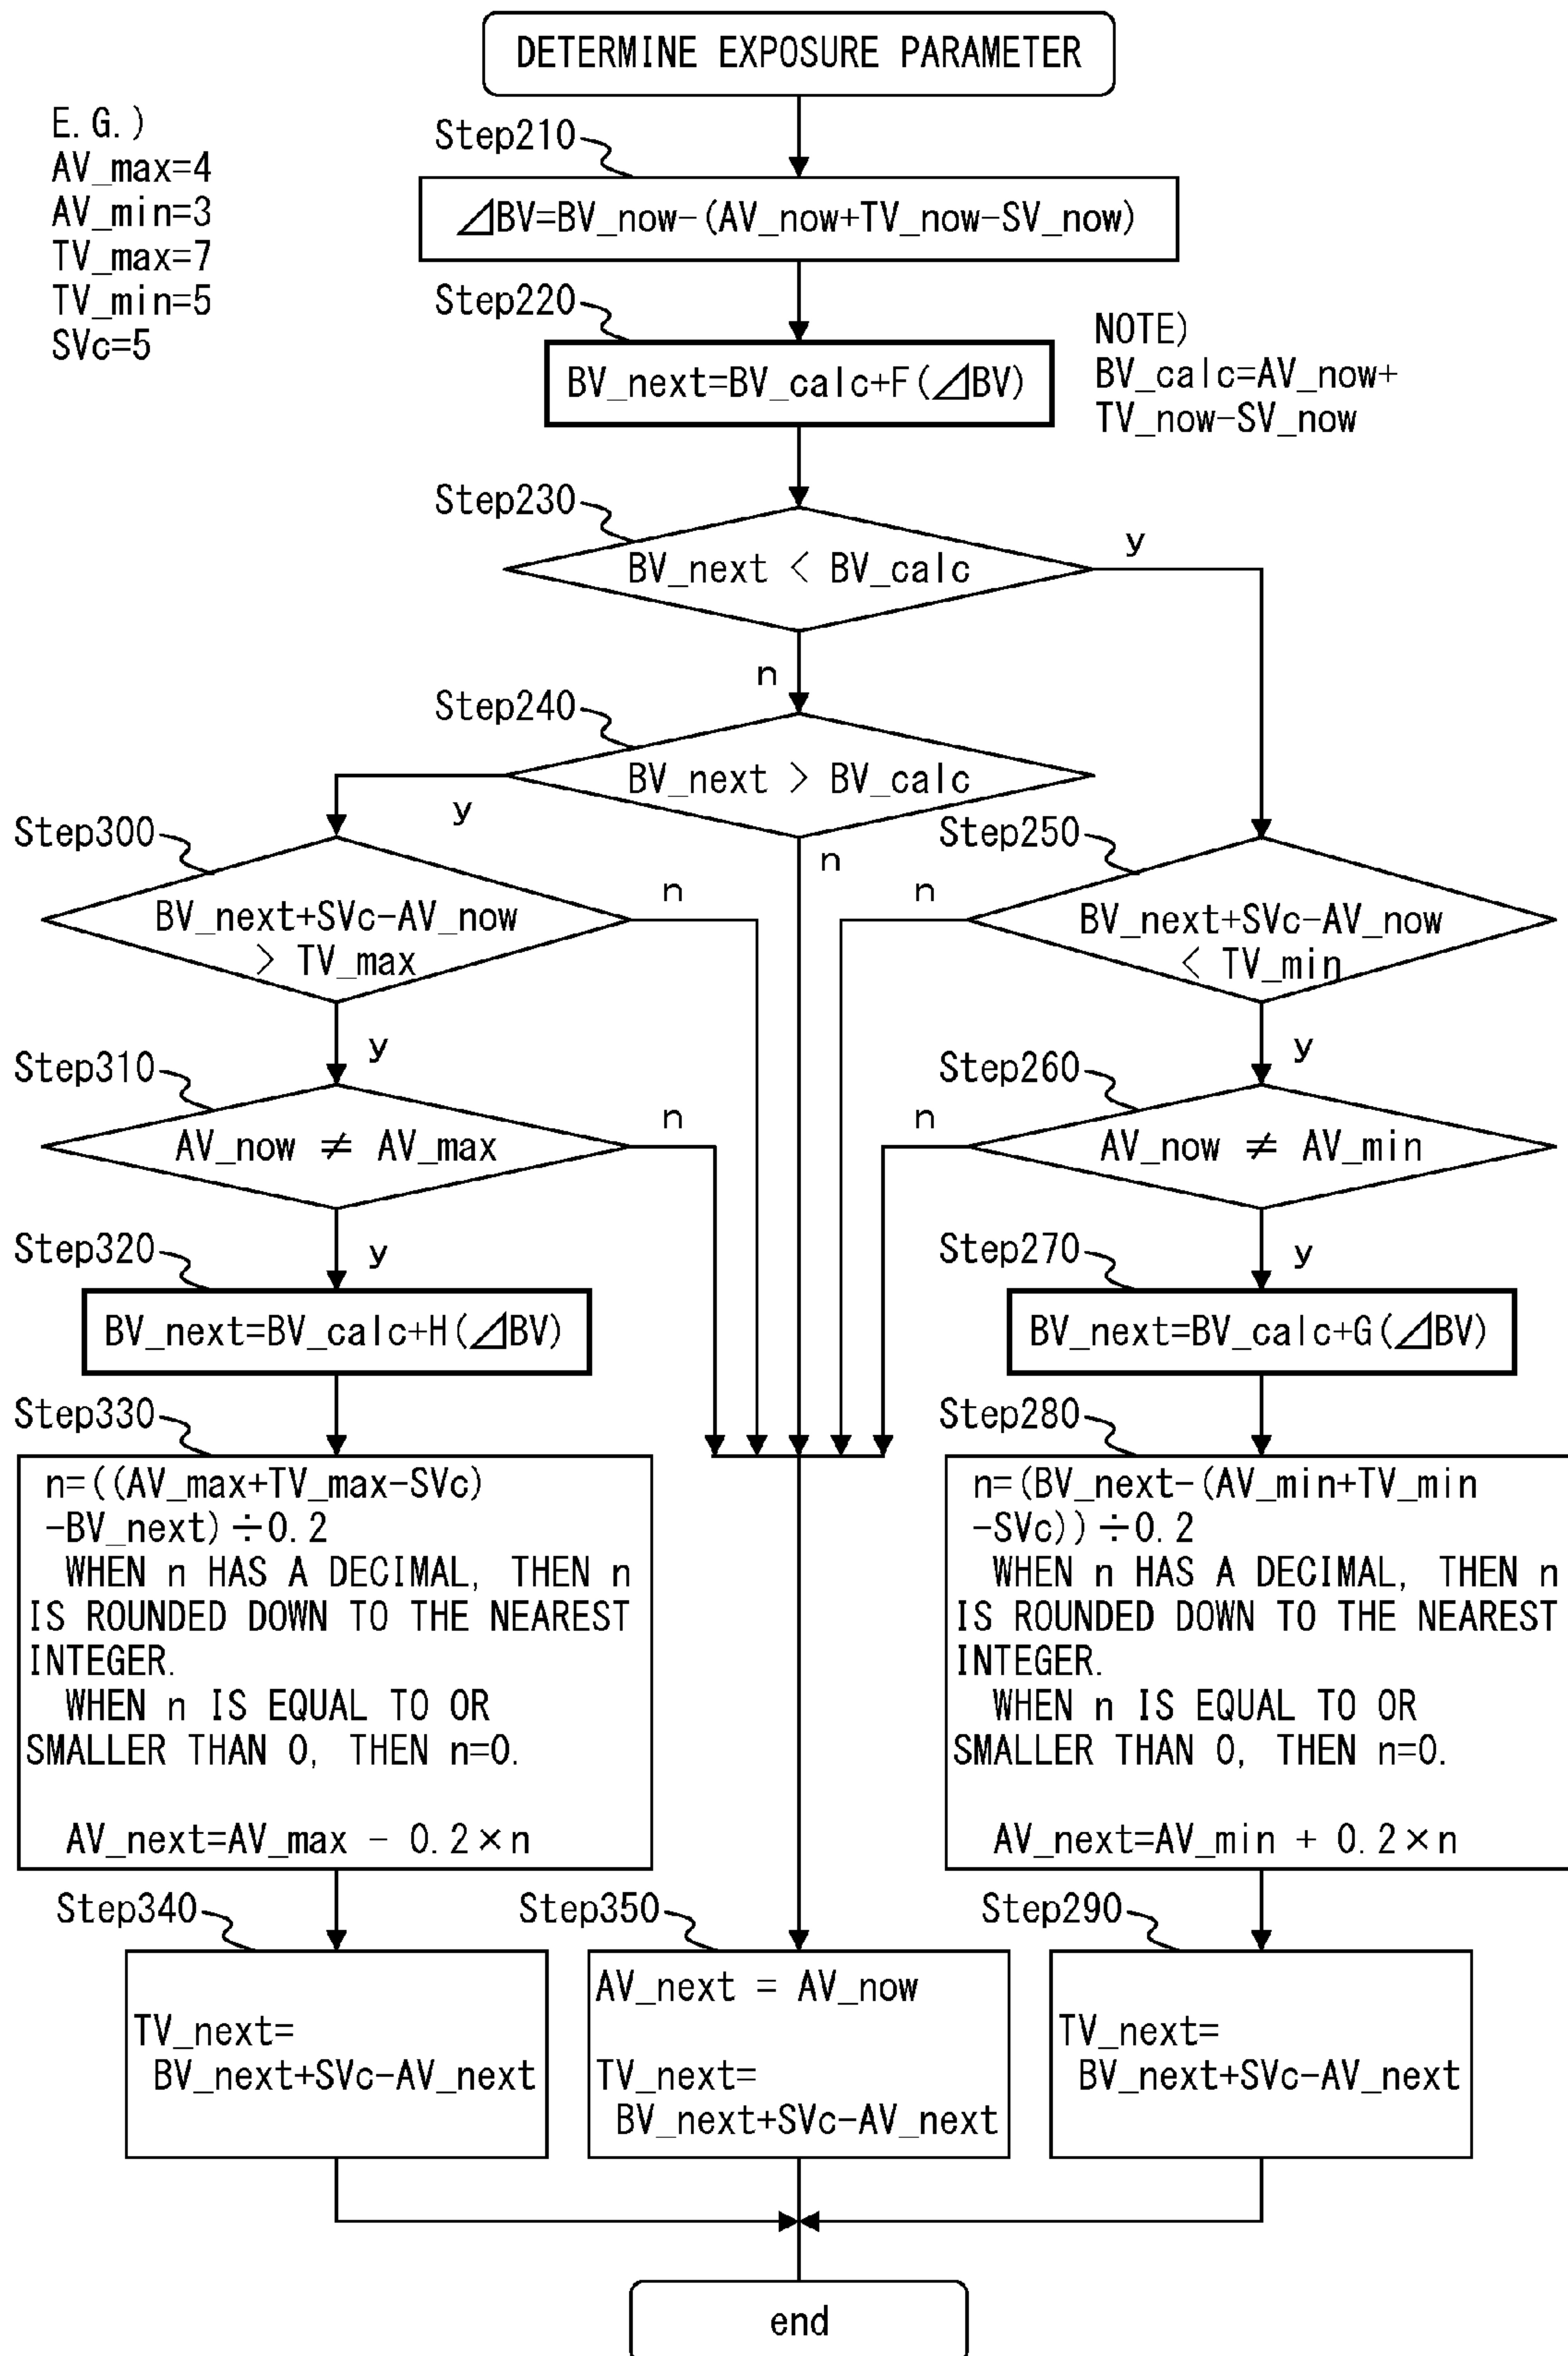 DETERMINE EXPOSURE PARAMETER
E.G.)
AV_max=4
AV_min=3
TV_max=7
TV_min=5
SVc=5
Step210
⊿BV=BV_now-(AV_now+TV_now-SV_now)
Step220
BV_next=BV_calc+F(⊿BV)
NOTE)
BV_calc=AV_now+
TV_now-SV_now
Step230
BV_next < BV_calc
y
n
Step240
BV_next > BV_calc
y
n
Step300
BV_next+SVc-AV_now
> TV_max
n
y
Step250
BV_next+SVc-AV_now
< TV_min
n
y
Step310
AV_now ≠ AV_max
n
y
Step260
AV_now ≠ AV_min
n
y
Step320
BV_next=BV_calc+H(⊿BV)
Step270
BV_next=BV_calc+G(⊿BV)
Step330
n=((AV_max+TV_max-SVc)
-BV_next)÷0.2
WHEN n HAS A DECIMAL, THEN n
IS ROUNDED DOWN TO THE NEAREST
INTEGER.
WHEN n IS EQUAL TO OR
SMALLER THAN 0, THEN n=0.
AV_next=AV_max - 0.2×n
Step280
n=(BV_next-(AV_min+TV_min
-SVc))÷0.2
WHEN n HAS A DECIMAL, THEN n
IS ROUNDED DOWN TO THE NEAREST
INTEGER.
WHEN n IS EQUAL TO OR
SMALLER THAN 0, THEN n=0.
AV_next=AV_min + 0.2×n
Step340
TV_next=
BV_next+SVc-AV_next
Step350
AV_next = AV_now
TV_next=
BV_next+SVc-AV_next
Step290
TV_next=
BV_next+SVc-AV_next
end